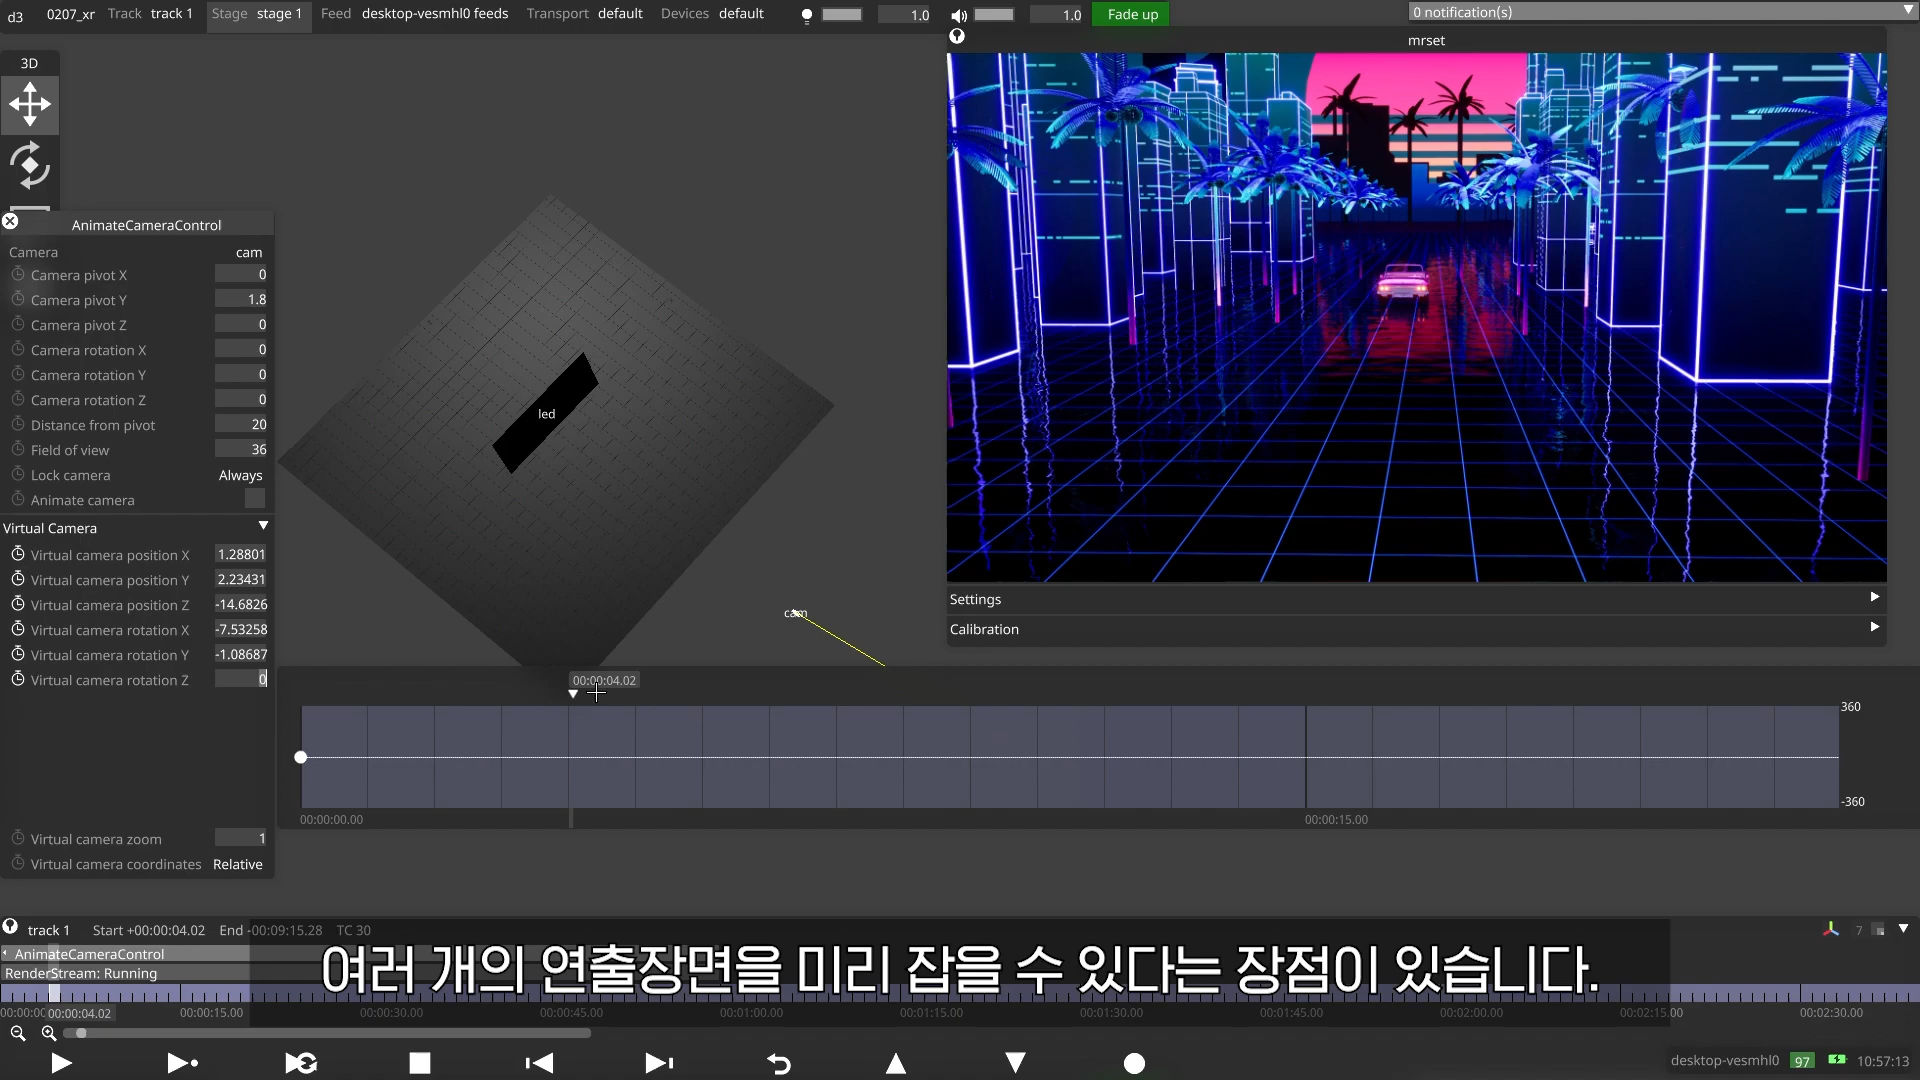 d3 0207_xr Track track 1 Stage stage 1 Feed desktop-vesmhl0 feeds Transport default Devices default 1.0 1.0 Fade up 0 notification(s)
mrset
3D
AnimateCameraControl
Camera cam
Camera pivot X 0
Camera pivot Y 1.8
Camera pivot Z 0
Camera rotation X 0
Camera rotation Y 0
Camera rotation Z 0
Distance from pivot 20
Field of view 36
Lock camera Always
Animate camera
Virtual Camera
Virtual camera position X 1.28801
Virtual camera position Y 2.23431
Virtual camera position Z -14.6826
Virtual camera rotation X -7.53258
Virtual camera rotation Y -1.08687
Virtual camera rotation Z 0
Virtual camera zoom 1
Virtual camera coordinates Relative
led
cam
Settings
Calibration
00:00:04.02
360
-360
00:00:00.00 00:00:15.00
track 1 Start +00:00:04.02 End -00:09:15.28 TC 30 7
AnimateCameraControl
RenderStream: Running
여러 개의 연출장면을 미리 잡을 수 있다는 장점이 있습니다.
00:00:04.02 00:00:15.00 00:00:30.00 00:00:45.00 00:01:00.00 00:01:15.00 00:01:30.00 00:01:45.00 00:02:00.00 00:02:15.00 00:02:30.00
desktop-vesmhl0 97 10:57:13